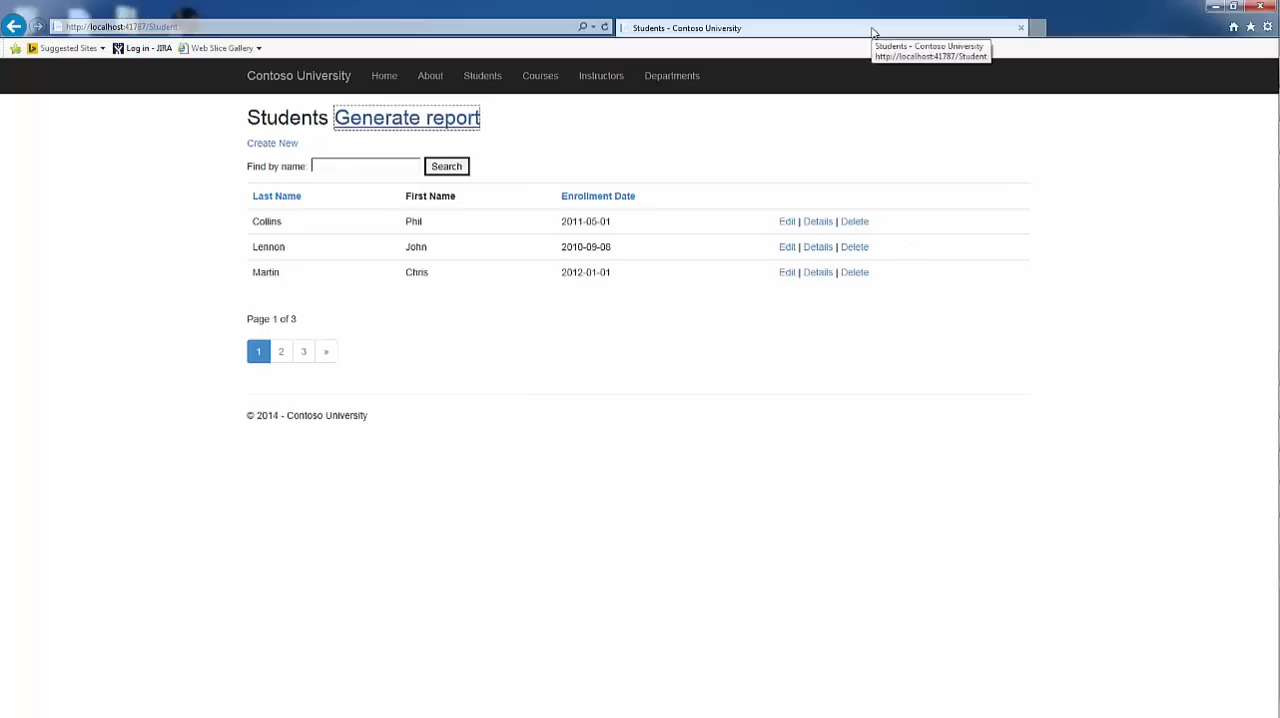 http://localhost:41787/Student
Students - Contoso University
Suggested Sites
Log in - JIRA
Web Slice Gallery
Students - Contoso University
http://localhost:41787/Student
Contoso University Home About Students Courses Instructors Departments
Students Generate report
Create New
Find by name: Search
Last Name First Name Enrollment Date
Collins Phil 2011-05-01 Edit | Details | Delete
Lennon John 2010-09-08 Edit | Details | Delete
Martin Chris 2012-01-01 Edit | Details | Delete
Page 1 of 3
1 2 3 »
© 2014 - Contoso University